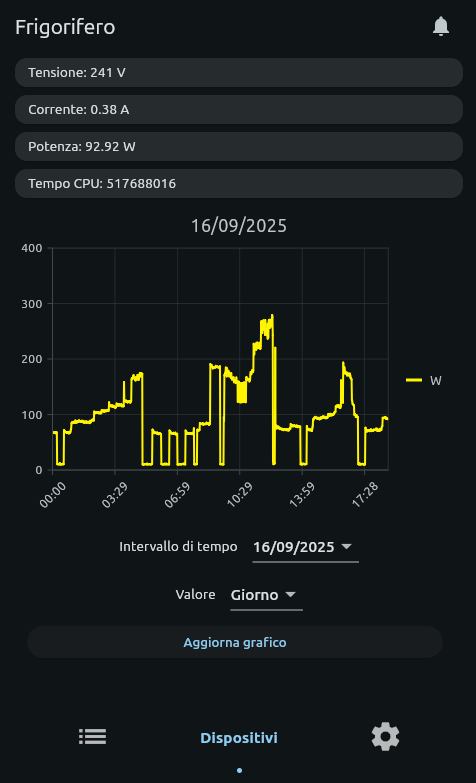 Frigorifero
Tensione: 241 V
Corrente: 0.38 A
Potenza: 92.92 W
Tempo CPU: 517688016
16/09/2025
400
300
200
100
0
W
00:00
03:29
06:59
10:29
13:59
17:28
Intervallo di tempo 16/09/2025
Valore Giorno
Aggiorna grafico
Dispositivi